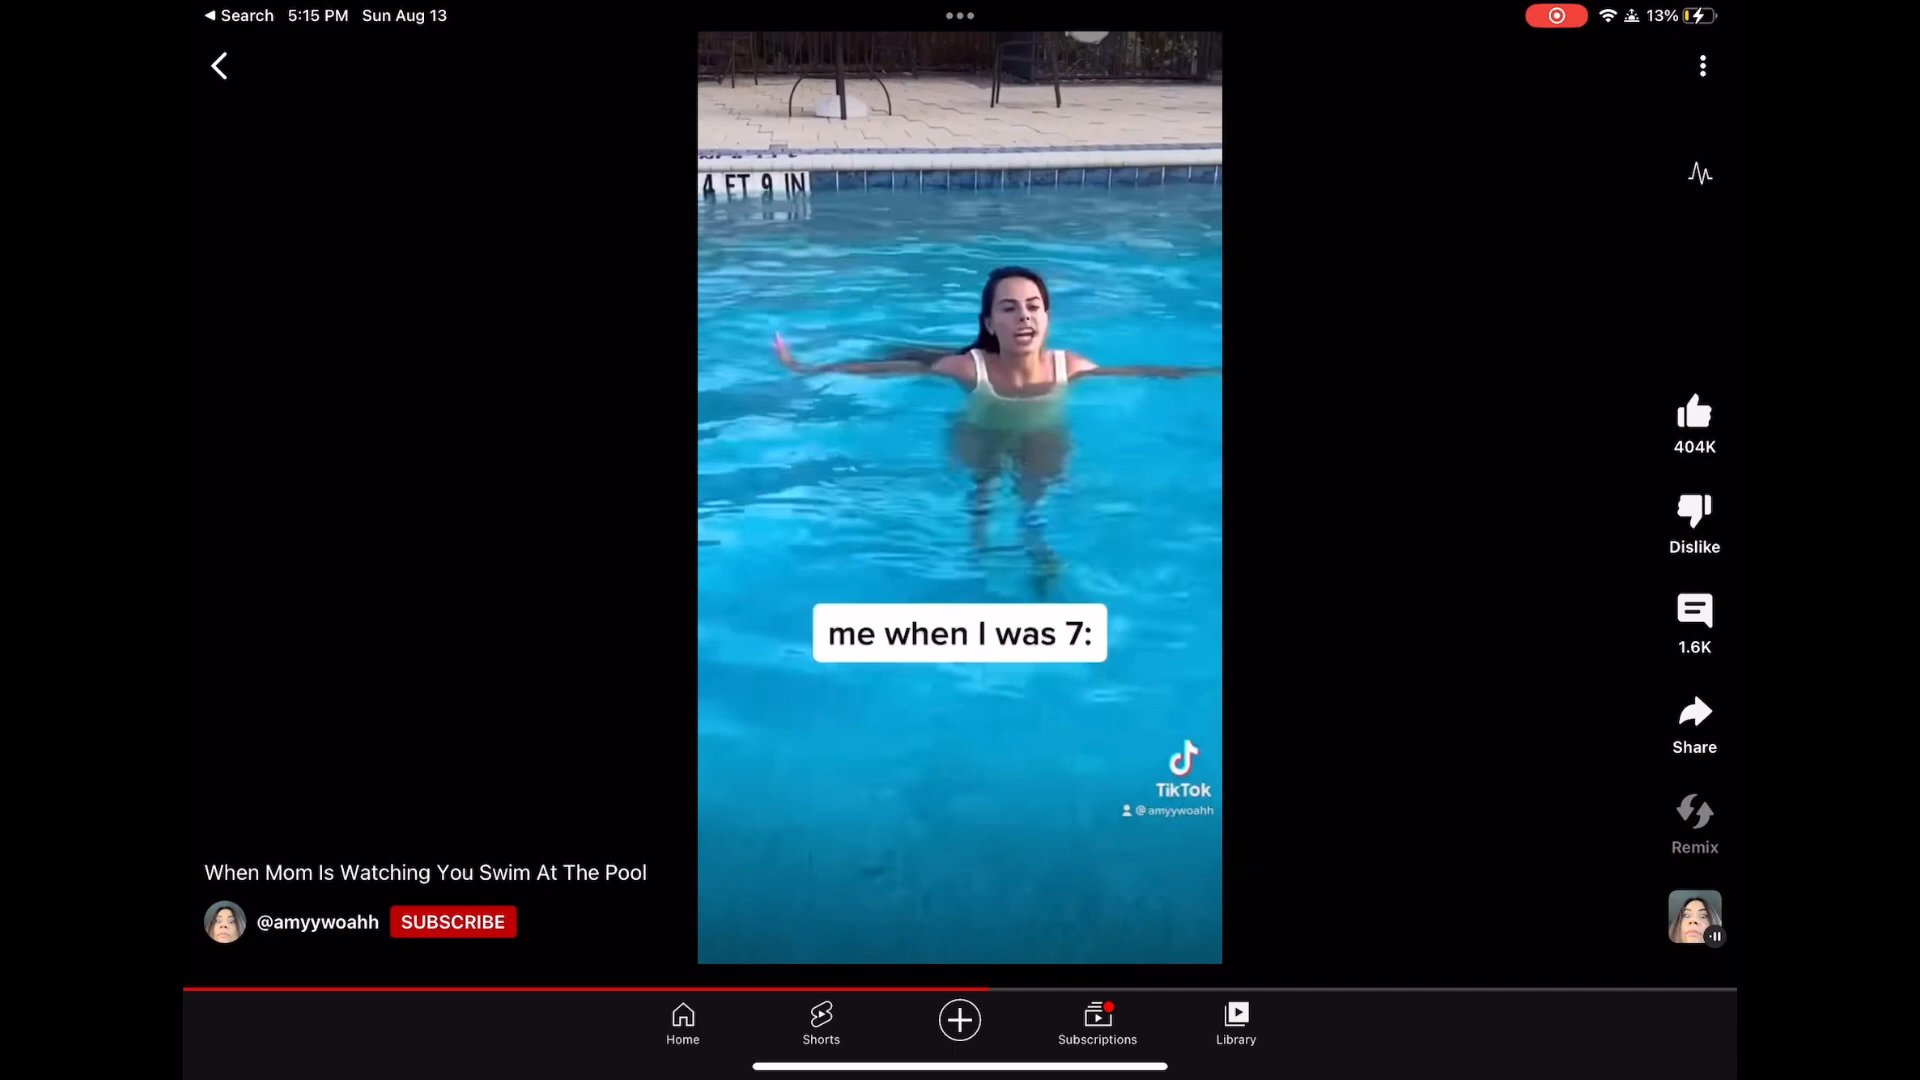 Search 5:15 PM Sun Aug 13
13%
4 FT 9 IN
me when I was 7:
TikTok
@amyywoahh
404K
Dislike
1.6K
Share
Remix
When Mom Is Watching You Swim At The Pool
@amyywoahh SUBSCRIBE
Home Shorts Subscriptions Library